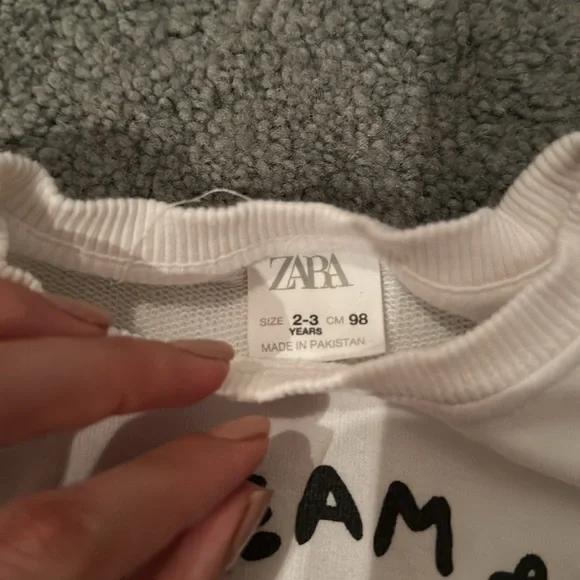 ZARA
SIZE 2-3 CM 98
YEARS
MADE IN PAKISTAN
EAM